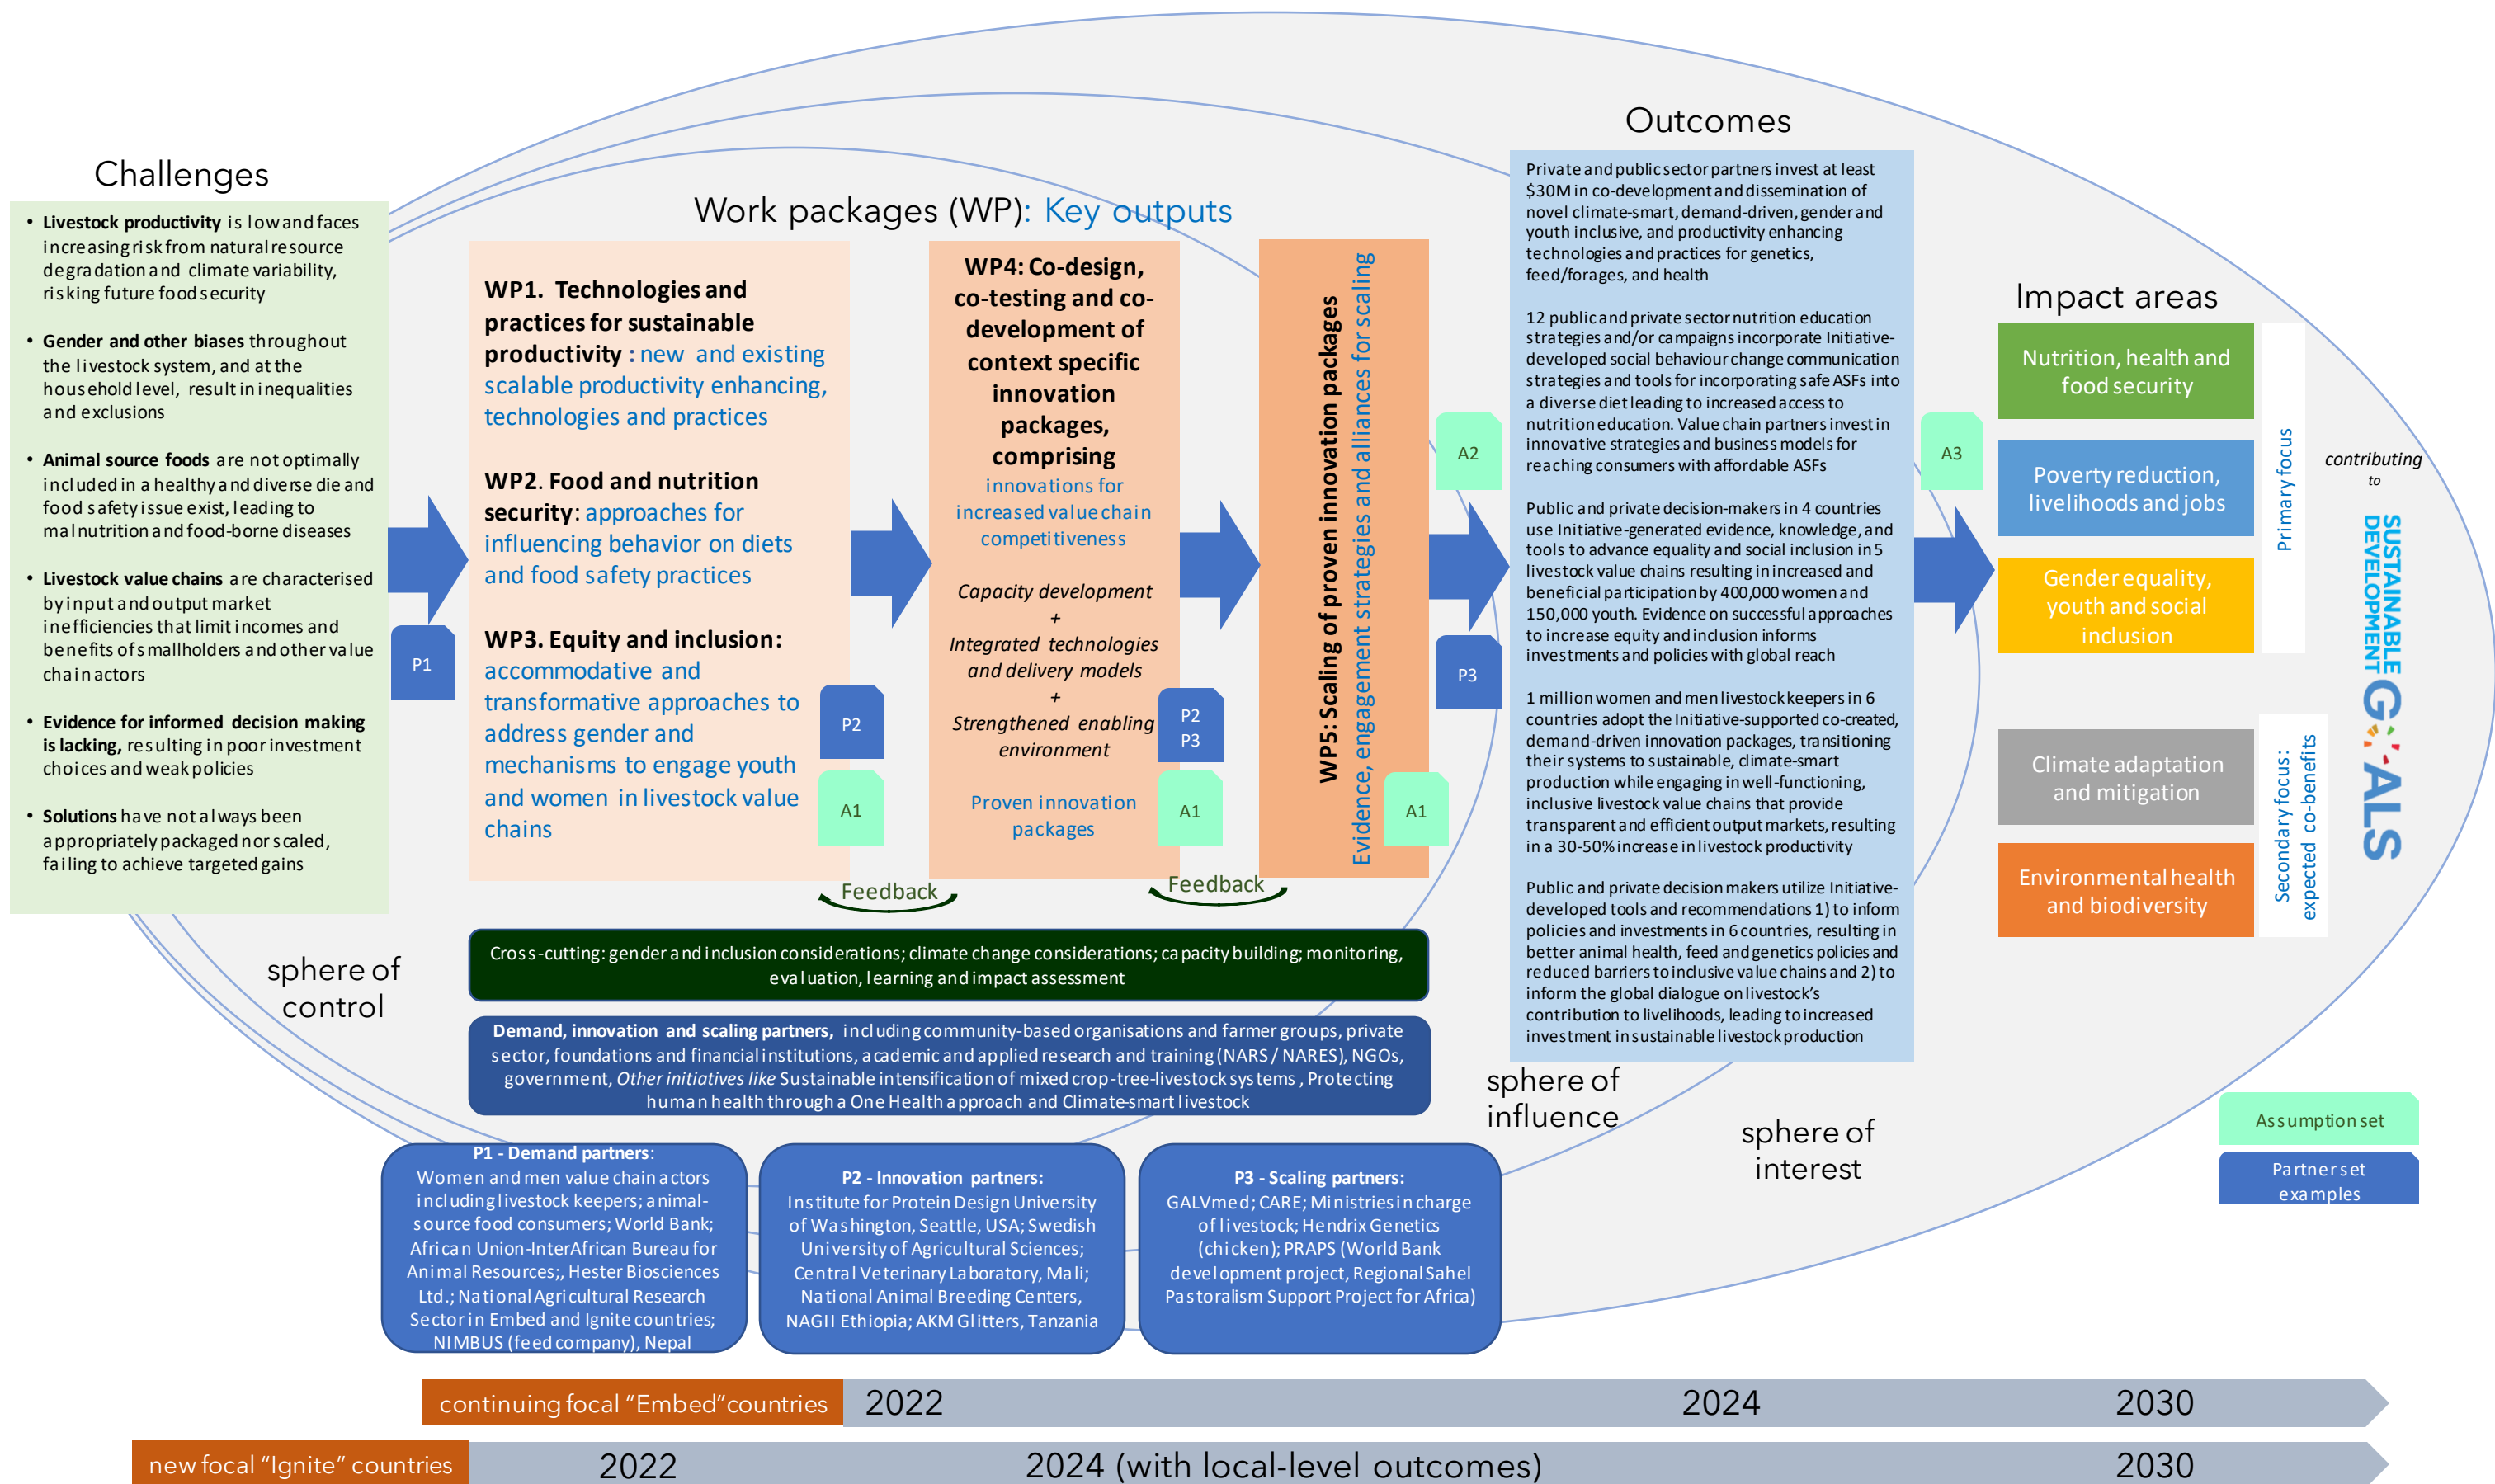 Challenges
• Livestock productivity is low and faces
increasing risk from natural resource
degradation and climate variability,
risking future food security
• Gender and other biases throughout
the livestock system, and at the
household level, result in inequalities
and exclusions
• Animal source foods are not optimally
included in a healthy and diverse die and
food safety issue exist, leading to
malnutrition and food-borne diseases
• Livestock value chains are characterised
by input and output market
inefficiencies that limit incomes and
benefits of smallholders and other value
chain actors
• Evidence for informed decision making
is lacking, resulting in poor investment
choices and weak policies
• Solutions have not always been
appropriately packaged nor scaled,
failing to achieve targeted gains
P1
Work packages (WP): Key outputs
WP1. Technologies and
practices for sustainable
productivity : new and existing
scalable productivity enhancing,
technologies and practices
WP2. Food and nutrition
security: approaches for
influencing behavior on diets
and food safety practices
WP3. Equity and inclusion:
accommodative and
transformative approaches to
address gender and
mechanisms to engage youth
and women in livestock value
chains
P2
A1
Feedback
WP4: Co-design,
co-testing and co-
development of
context specific
innovation
packages,
comprising
innovations for
increased value chain
competitiveness
Capacity development
+
Integrated technologies
and delivery models
+
Strengthened enabling
environment
Proven innovation
packages
P2
P3
A1
Feedback
WP5: Scaling of proven innovation packages
Evidence, engagement strategies and alliances for scaling
A1
A2
P3
Outcomes
Private and public sector partners invest at least
$30M in co-development and dissemination of
novel climate-smart, demand-driven, gender and
youth inclusive, and productivity enhancing
technologies and practices for genetics,
feed/forages, and health
12 public and private sector nutrition education
strategies and/or campaigns incorporate Initiative-
developed social behaviour change communication
strategies and tools for incorporating safe ASFs into
a diverse diet leading to increased access to
nutrition education. Value chain partners invest in
innovative strategies and business models for
reaching consumers with affordable ASFs
Public and private decision-makers in 4 countries
use Initiative-generated evidence, knowledge, and
tools to advance equality and social inclusion in 5
livestock value chains resulting in increased and
beneficial participation by 400,000 women and
150,000 youth. Evidence on successful approaches
to increase equity and inclusion informs
investments and policies with global reach
1 million women and men livestock keepers in 6
countries adopt the Initiative-supported co-created,
demand-driven innovation packages, transitioning
their systems to sustainable, climate-smart
production while engaging in well-functioning,
inclusive livestock value chains that provide
transparent and efficient output markets, resulting
in a 30-50% increase in livestock productivity
Public and private decision makers utilize Initiative-
developed tools and recommendations 1) to inform
policies and investments in 6 countries, resulting in
better animal health, feed and genetics policies and
reduced barriers to inclusive value chains and 2) to
inform the global dialogue on livestock's
contribution to livelihoods, leading to increased
investment in sustainable livestock production
A3
Impact areas
Nutrition, health and
food security
Poverty reduction,
livelihoods and jobs
Gender equality,
youth and social
inclusion
Primary focus
Climate adaptation
and mitigation
Environmental health
and biodiversity
Secondary focus:
expected co-benefits
contributing
to
SUSTAINABLE
DEVELOPMENT
GOALS
Cross-cutting: gender and inclusion considerations; climate change considerations; capacity building; monitoring,
evaluation, learning and impact assessment
Demand, innovation and scaling partners, including community-based organisations and farmer groups, private
sector, foundations and financial institutions, academic and applied research and training (NARS / NARES), NGOs,
government, Other initiatives like Sustainable intensification of mixed crop-tree-livestock systems , Protecting
human health through a One Health approach and Climate-smart livestock
sphere of
control
sphere of
influence
sphere of
interest
Assumption set
Partner set
examples
P1 - Demand partners:
Women and men value chain actors
including livestock keepers; animal-
source food consumers; World Bank;
African Union-InterAfrican Bureau for
Animal Resources;, Hester Biosciences
Ltd.; National Agricultural Research
Sector in Embed and Ignite countries;
NIMBUS (feed company), Nepal
P2 - Innovation partners:
Institute for Protein Design University
of Washington, Seattle, USA; Swedish
University of Agricultural Sciences;
Central Veterinary Laboratory, Mali;
National Animal Breeding Centers,
NAGII Ethiopia; AKM Glitters, Tanzania
P3 - Scaling partners:
GALVmed; CARE; Ministries in charge
of livestock; Hendrix Genetics
(chicken); PRAPS (World Bank
development project, Regional Sahel
Pastoralism Support Project for Africa)
continuing focal “Embed”countries
2022
2024
2030
new focal “Ignite” countries
2022
2024 (with local-level outcomes)
2030